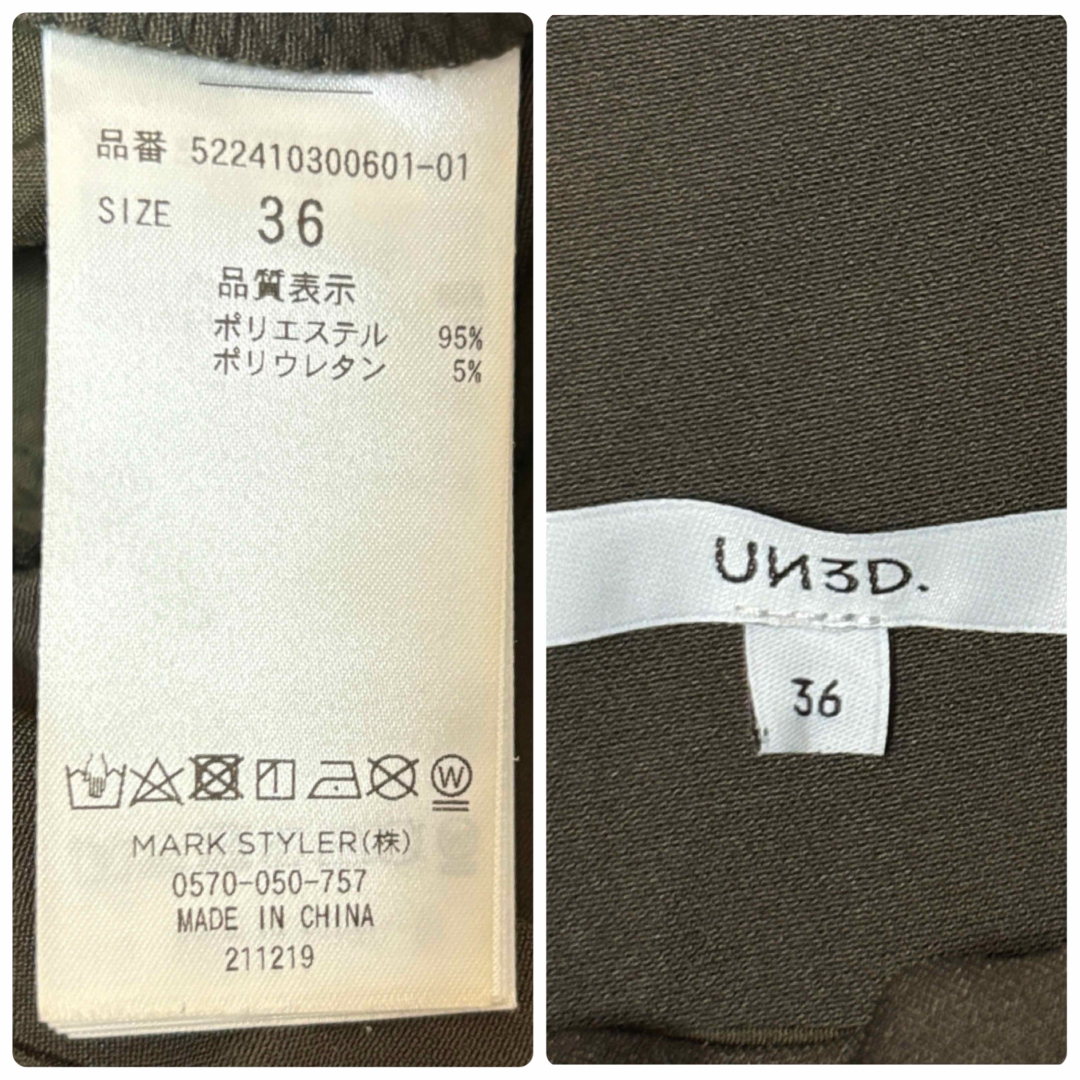 品番 522410300601-01
SIZE 36
品質表示
ポリエステル 95%
ポリウレタン 5%
W
MARK STYLER(株)
0570-050-757
MADE IN CHINA
211219
UN3D.
36